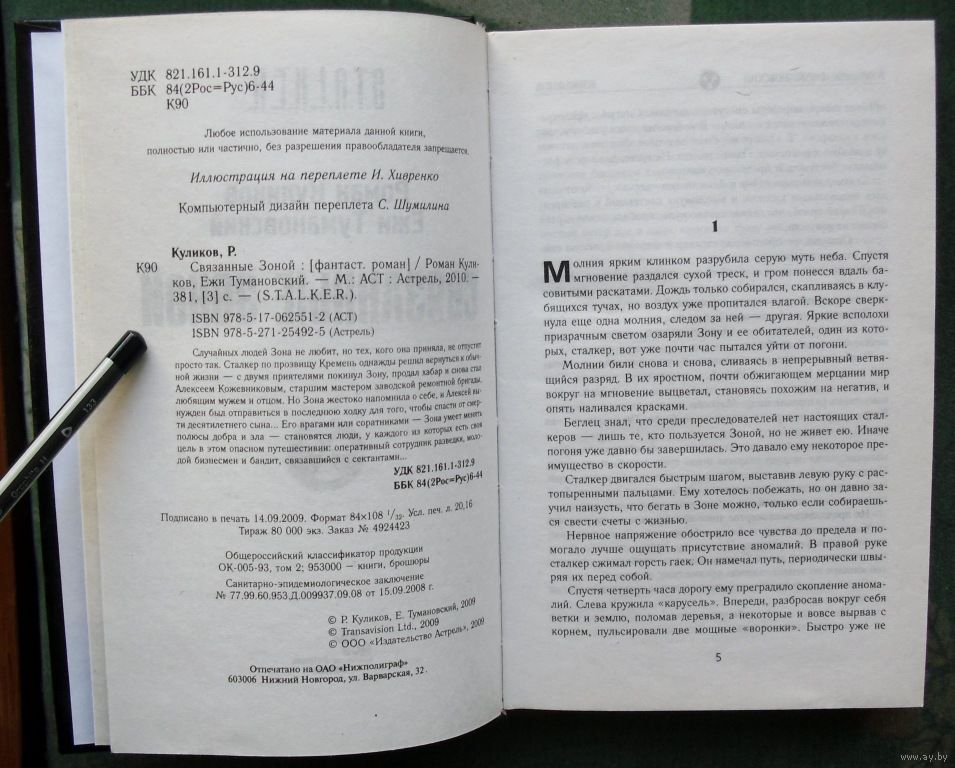 УДК 821.161.1-312.9
ББК 84(2Рос=Рус)6-44
К90
Любое использование материала данной книги,
полностью или частично, без разрешения правообладателя запрещается.
Иллюстрация на переплете И. Хивренко
Компьютерный дизайн переплета С. Шумилина
Куликов, Р.
К90 Связанные Зоной : [фантаст. роман] / Роман Кули-
ков, Ежи Тумановский. — М.: АСТ : Астрель, 2010. –
381, [3] с. — (S.T.A.L.K.E.R.).
ISBN 978-5-17-062551-2 (АСТ)
ISBN 978-5-271-25492-5 (Астрель)
Случайных людей Зона не любит, но тех, кого она приняла, не отпустит
просто так. Сталкер по прозвищу Кремень однажды решил вернуться к обыч-
ной жизни — с двумя приятелями покинул Зону, продал хабар и снова стал
Алексеем Кожевниковым, старшим мастером заводской ремонтной бригады,
любящим мужем и отцом. Но Зона жестоко напомнила о себе, и Алексей вы-
нужден был отправиться в последнюю ходку для того, чтобы спасти от смер-
ти десятилетнего сына... Его врагами или соратниками — Зона умеет менять
полюсы добра и зла — становятся люди, у каждого из которых есть своя
цель в этом опасном путешествии: оперативный сотрудник разведки, моло-
дой бизнесмен и бандит, связавшийся с сектантами...
УДК 821.161.1-312.9
ББК 84(2Рос=Рус)6-44
Подписано в печать 14.09.2009. Формат 84×108 1/32. Усл. печ. л. 20,16
Тираж 80 000 экз. Заказ № 4924423
Общероссийский классификатор продукции
ОК-005-93, том 2; 953000 – книги, брошюры
Санитарно-эпидемиологическое заключение
№ 77.99.60.953.Д.009937.09.08 от 15.09.2008 г.
© Р. Куликов, Е. Тумановский, 2009
© Transavision Ltd., 2009
© ООО «Издательство Астрель», 2009
Отпечатано на ОАО «Нижполиграф»
603006 Нижний Новгород, ул. Варварская, 32.
1
Молния ярким клинком разрубила серую муть неба. Спустя
мгновение раздался сухой треск, и гром понесся вдаль ба-
совитыми раскатами. Дождь только собирался, скапливаясь в клу-
бящихся тучах, но воздух уже пропитался влагой. Вскоре сверк-
нула еще одна молния, следом за ней — другая. Яркие всполохи
призрачным светом озаряли Зону и ее обитателей, один из кото-
рых, сталкер, вот уже почти час пытался уйти от погони.
Молнии били снова и снова, сливаясь в непрерывный ветвя-
щийся разряд. В их яростном, почти обжигающем мерцании мир
вокруг на мгновение выцветал, становясь похожим на негатив, и
опять наливался красками.
Беглец знал, что среди преследователей нет настоящих стал-
керов — лишь те, кто пользуется Зоной, но не живет ею. Иначе
погоня уже давно бы завершилась. Это давало ему некоторое пре-
имущество в скорости.
Сталкер двигался быстрым шагом, выставив левую руку с рас-
топыренными пальцами. Ему хотелось побежать, но он давно за-
учил наизусть, что бегать в Зоне можно, только если собираешь-
ся свести счеты с жизнью.
Нервное напряжение обострило все чувства до предела и по-
могало лучше ощущать присутствие аномалий. В правой руке
сталкер сжимал горсть гаек. Он намечал путь, периодически швы-
ряя их перед собой.
Спустя четверть часа дорогу ему преградило скопление анома-
лий. Слева кружила «карусель». Впереди, разбросав вокруг себя
ветки и землю, поломав деревья, а некоторые и вовсе вырвав с
корнем, пульсировали две мощные «воронки». Быстро уже не
5
www.ay.by